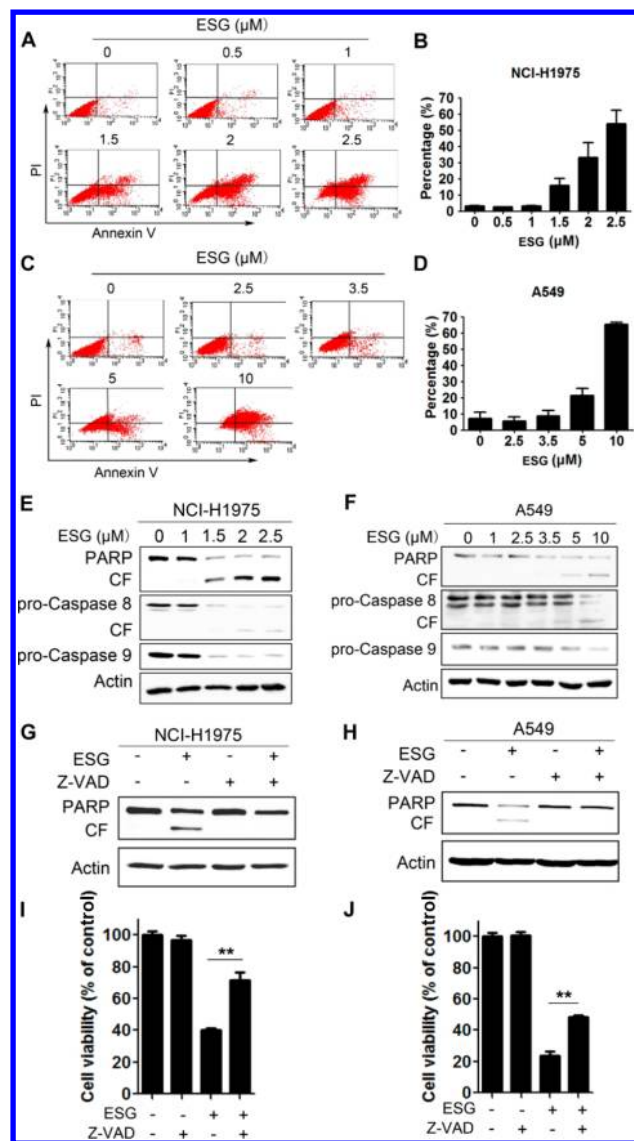 A
ESG (μM)
0 0.5 1
1.5 2 2.5
PI
Annexin V
B
NCI-H1975
Percentage (%)
70
60
50
40
30
20
10
0
0 0.5 1 1.5 2 2.5
ESG (μM)
C
ESG (μM)
0 2.5 3.5
5 10
PI
Annexin V
D
A549
Percentage (%)
70
60
50
40
30
20
10
0
0 2.5 3.5 5 10
ESG (μM)
E
NCI-H1975
ESG (μM) 0 1 1.5 2 2.5
PARP
CF
pro-Caspase 8
CF
pro-Caspase 9
Actin
F
A549
ESG (μM) 0 1 2.5 3.5 5 10
PARP
CF
pro-Caspase 8
CF
pro-Caspase 9
Actin
G
NCI-H1975
ESG - + - +
Z-VAD - - + +
PARP
CF
Actin
H
A549
ESG - + - +
Z-VAD - - + +
PARP
CF
Actin
I
Cell viability (% of control)
100
80
60
40
20
0
**
ESG - - + +
Z-VAD - + - +
J
Cell viability (% of control)
120
100
80
60
40
20
0
**
ESG - - + +
Z-VAD - + - +